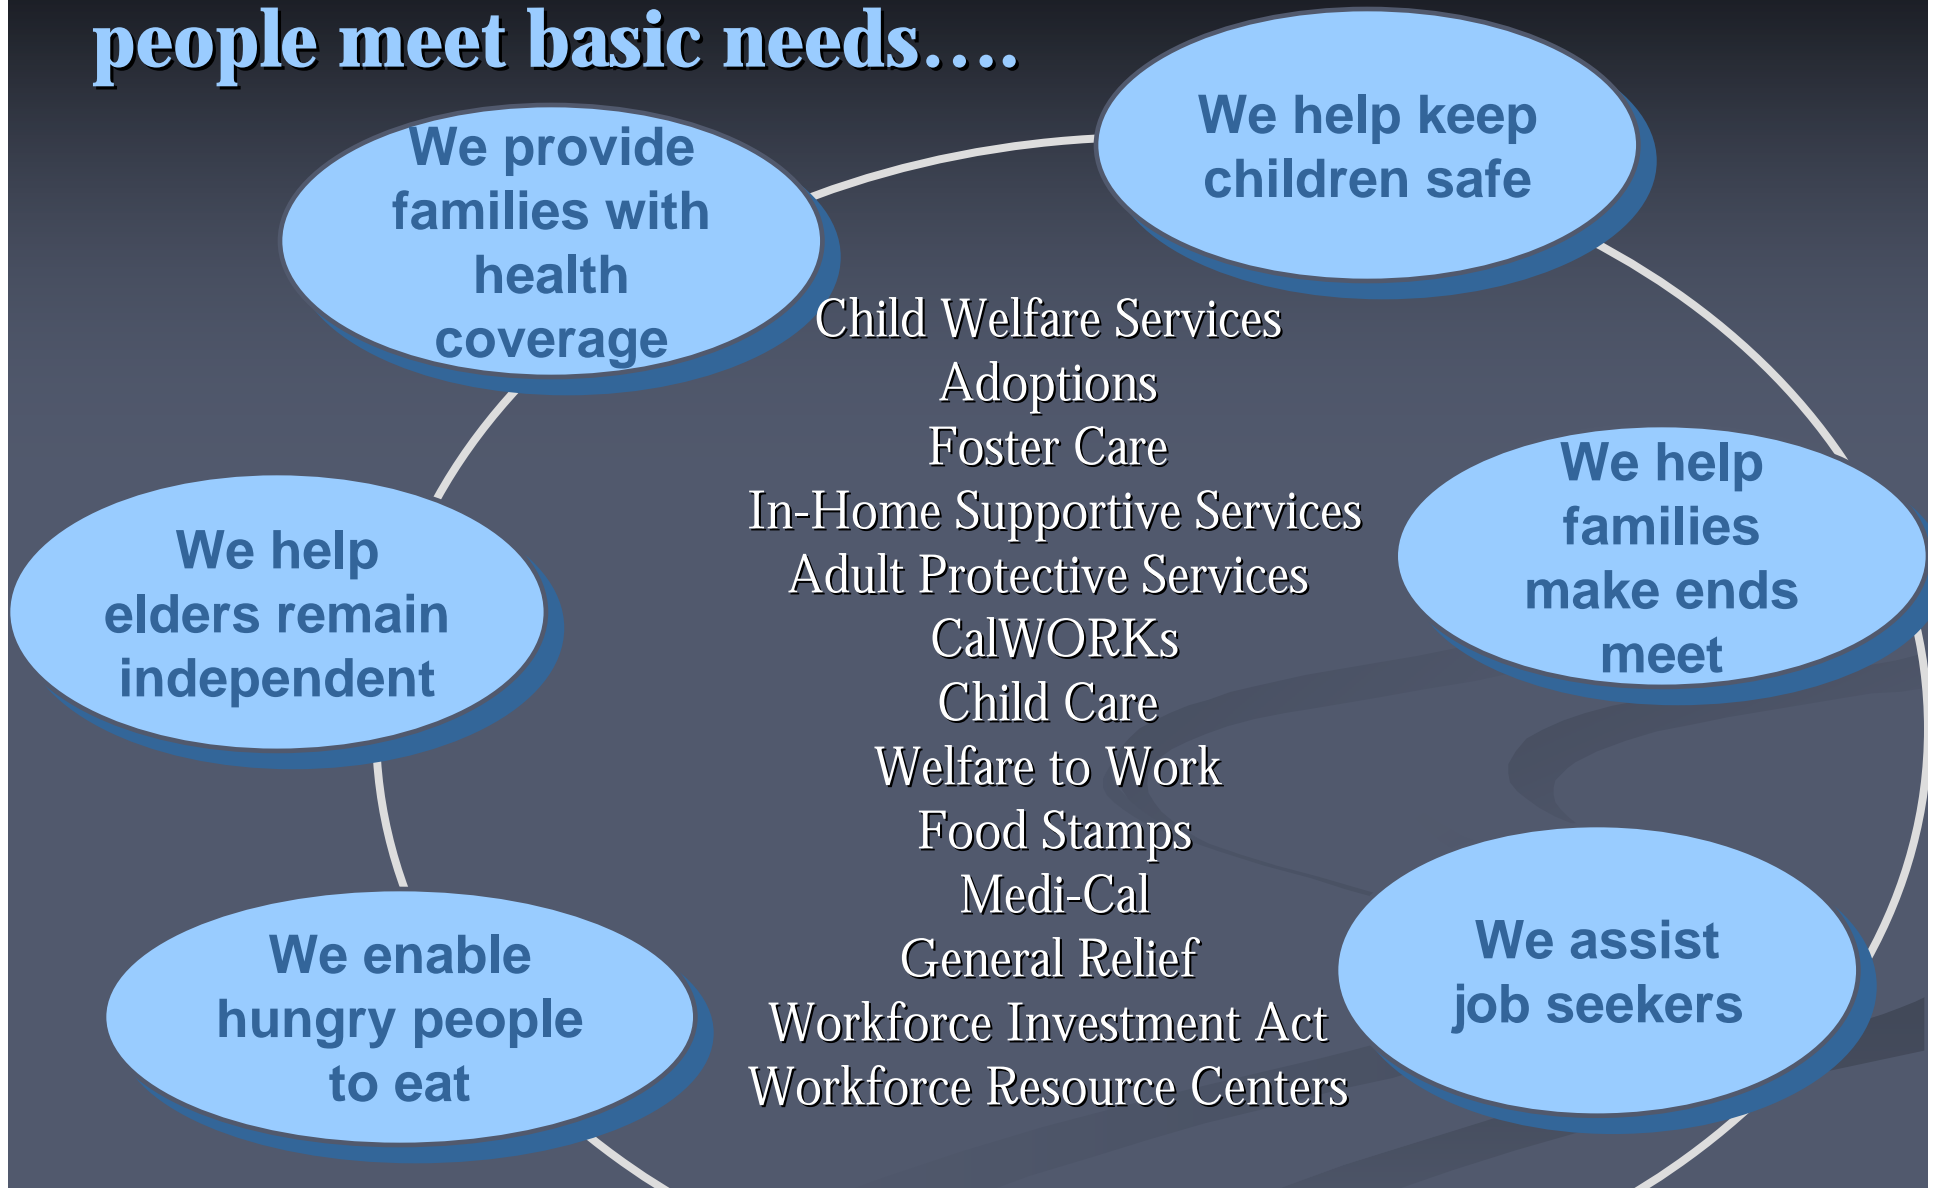 people meet basic needs….
We help keep
children safe
We provide
families with
health
coverage
Child Welfare Services
Adoptions
Foster Care
In-Home Supportive Services
Adult Protective Services
CalWORKs
Child Care
Welfare to Work
Food Stamps
Medi-Cal
General Relief
Workforce Investment Act
Workforce Resource Centers
We help
families
make ends
meet
We help
elders remain
independent
We assist
job seekers
We enable
hungry people
to eat